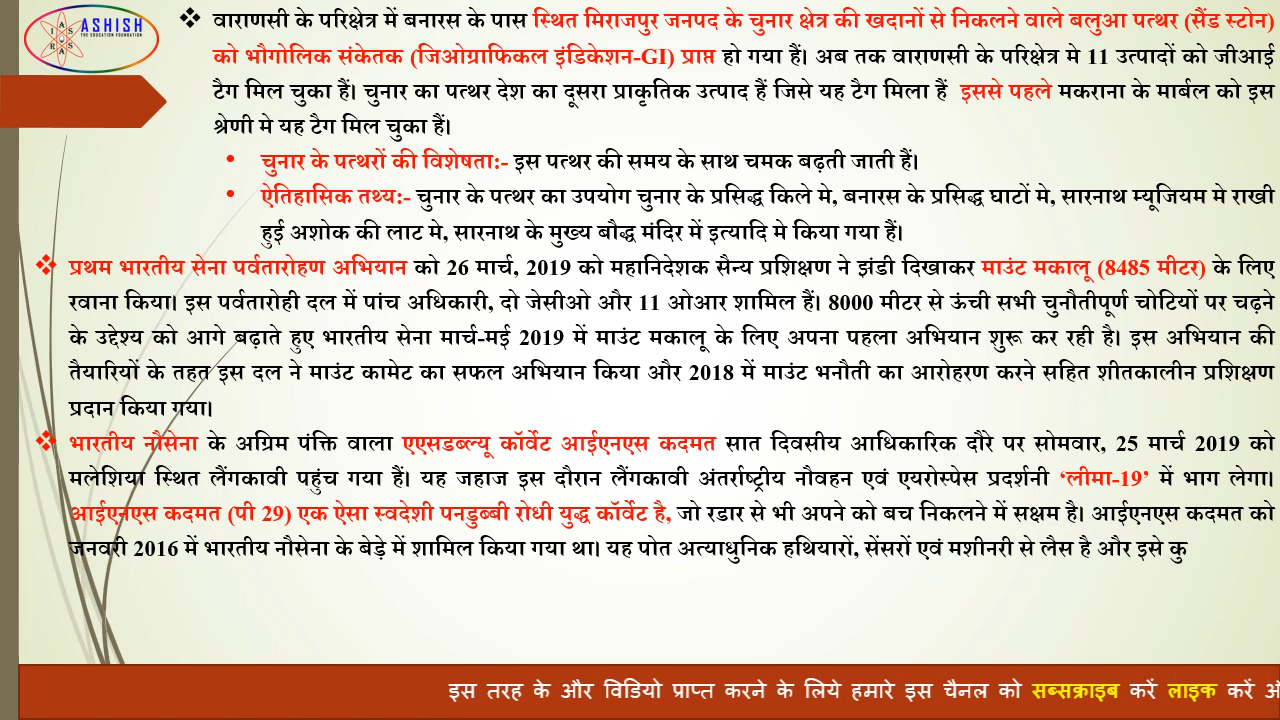 ASHISH
THE EDUCATION FOUNDATION
वाराणसी के परिक्षेत्र में बनारस के पास स्थित मिराजपुर जनपद के चुनार क्षेत्र की खदानों से निकलने वाले बलुआ पत्थर (सैंड स्टोन)
को भौगोलिक संकेतक (जिओग्राफिकल इंडिकेशन-GI) प्राप्त हो गया हैं। अब तक वाराणसी के परिक्षेत्र मे 11 उत्पादों को जीआई
टैग मिल चुका हैं। चुनार का पत्थर देश का दूसरा प्राकृतिक उत्पाद हैं जिसे यह टैग मिला हैं इससे पहले मकराना के मार्बल को इस
श्रेणी मे यह टैग मिल चुका हैं।
• चुनार के पत्थरों की विशेषता:- इस पत्थर की समय के साथ चमक बढ़ती जाती हैं।
• ऐतिहासिक तथ्य:- चुनार के पत्थर का उपयोग चुनार के प्रसिद्ध किले मे, बनारस के प्रसिद्ध घाटों मे, सारनाथ म्यूजियम मे राखी
हुई अशोक की लाट मे, सारनाथ के मुख्य बौद्ध मंदिर में इत्यादि मे किया गया हैं।
प्रथम भारतीय सेना पर्वतारोहण अभियान को 26 मार्च, 2019 को महानिदेशक सैन्य प्रशिक्षण ने झंडी दिखाकर माउंट मकालू (8485 मीटर) के लिए
रवाना किया। इस पर्वतारोही दल में पांच अधिकारी, दो जेसीओ और 11 ओआर शामिल हैं। 8000 मीटर से ऊंची सभी चुनौतीपूर्ण चोटियों पर चढ़ने
के उद्देश्य को आगे बढ़ाते हुए भारतीय सेना मार्च-मई 2019 में माउंट मकालू के लिए अपना पहला अभियान शुरू कर रही है। इस अभियान की
तैयारियों के तहत इस दल ने माउंट कामेट का सफल अभियान किया और 2018 में माउंट भनौती का आरोहरण करने सहित शीतकालीन प्रशिक्षण
प्रदान किया गया।
भारतीय नौसेना के अग्रिम पंक्ति वाला एएसडब्ल्यू कॉर्वेट आईएनएस कदमत सात दिवसीय आधिकारिक दौरे पर सोमवार, 25 मार्च 2019 को
मलेशिया स्थित लैंगकावी पहुंच गया हैं। यह जहाज इस दौरान लैंगकावी अंतर्राष्ट्रीय नौवहन एवं एयरोस्पेस प्रदर्शनी ‘लीमा-19’ में भाग लेगा।
आईएनएस कदमत (पी 29) एक ऐसा स्वदेशी पनडुब्बी रोधी युद्ध कॉर्वेट है, जो रडार से भी अपने को बच निकलने में सक्षम है। आईएनएस कदमत को
जनवरी 2016 में भारतीय नौसेना के बेड़े में शामिल किया गया था। यह पोत अत्याधुनिक हथियारों, सेंसरों एवं मशीनरी से लैस है और इसे कु
इस तरह के और विडियो प्राप्त करने के लिये हमारे इस चैनल को सब्सक्राइब करें लाइक करें